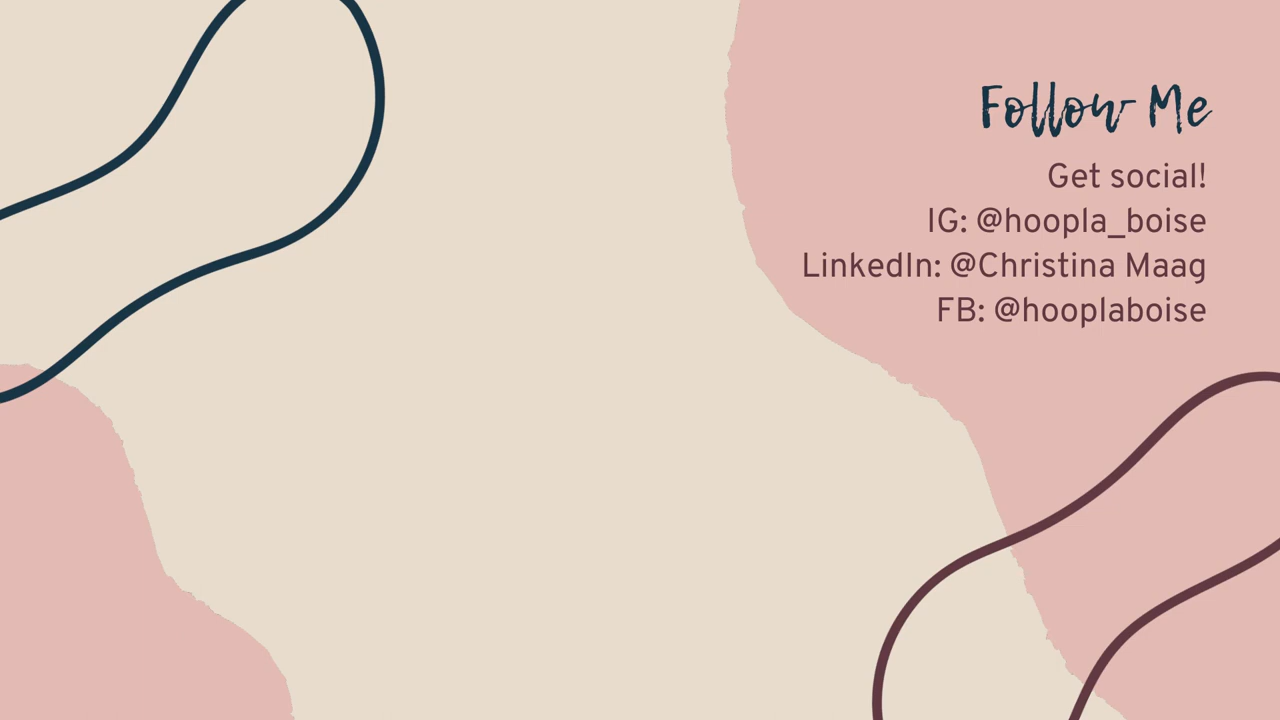 Follow Me
Get social!
IG: @hoopla_boise
LinkedIn: @Christina Maag
FB: @hooplaboise